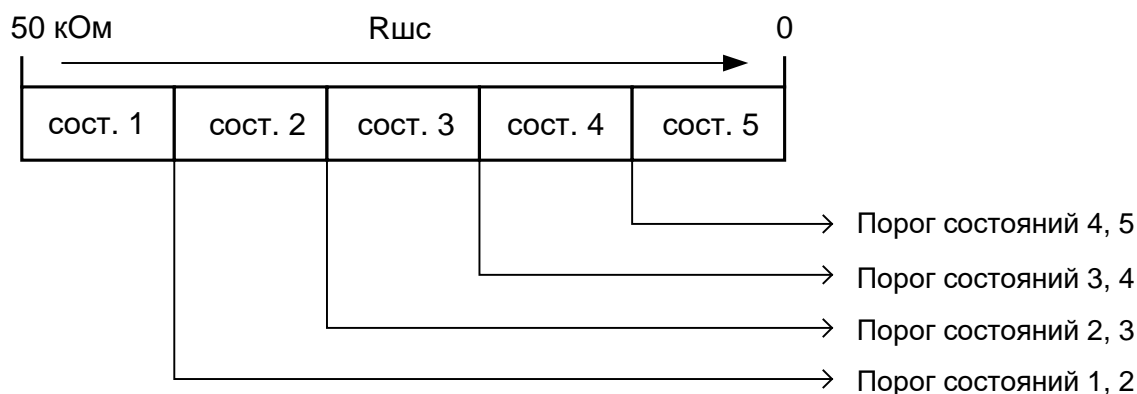 50 кОм Rшс 0
сост. 1 сост. 2 сост. 3 сост. 4 сост. 5
Порог состояний 4, 5
Порог состояний 3, 4
Порог состояний 2, 3
Порог состояний 1, 2